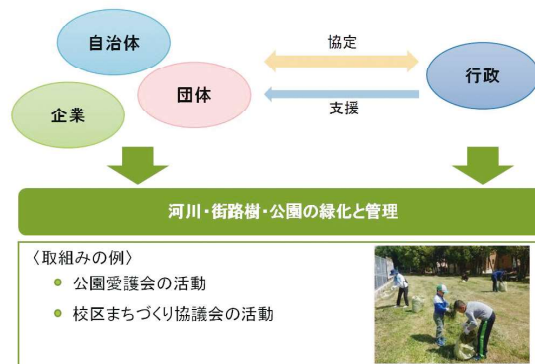 自治体
協定
行政
団体
企業
支援
河川・街路樹・公園の緑化と管理
〈取組みの例〉
公園愛護会の活動
校区まちづくり協議会の活動